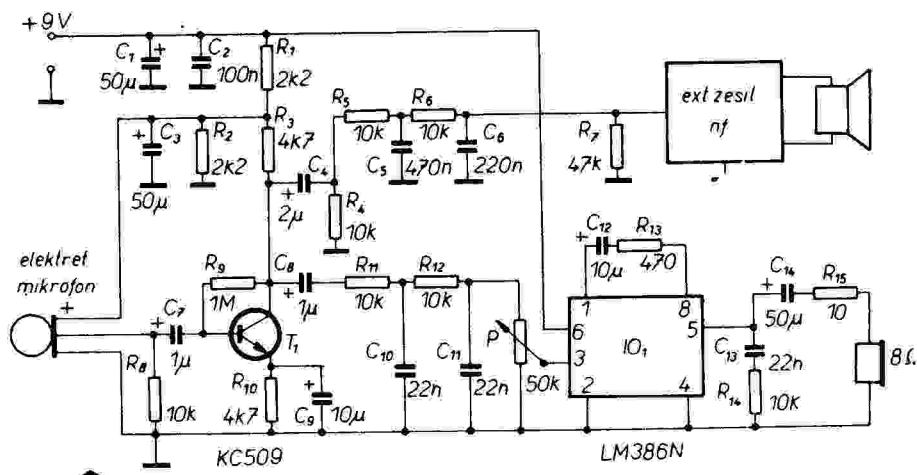 +9V
C1 +
50µ
C2
100n
R1
2k2
+ C3
50µ
R2
2k2
R3
4k7
C4
+
2µ
R4
10k
R5
10k
R6
10k
C5
470n
C6
220n
R7
47k
ext zesil
nf
elektret
mikrofon
+
R8
10k
+ C7
1µ
R9
1M
T1
R10
4k7
+
C9
10µ
C8
+
1µ
R11
10k
R12
10k
C10
22n
C11
22n
P
50k
+ C12
10µ
R13
470
1
8
6
3
IO1
5
2
4
+ C14
50µ
R15
10
C13
22n
R14
10k
8Ω
KC509
LM386N